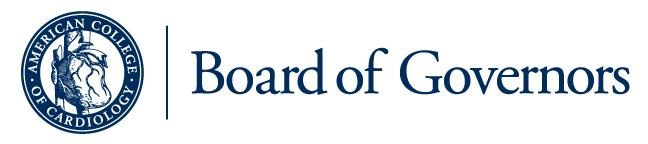 AMERICAN COLLEGE
OF CARDIOLOGY
Board of Governors